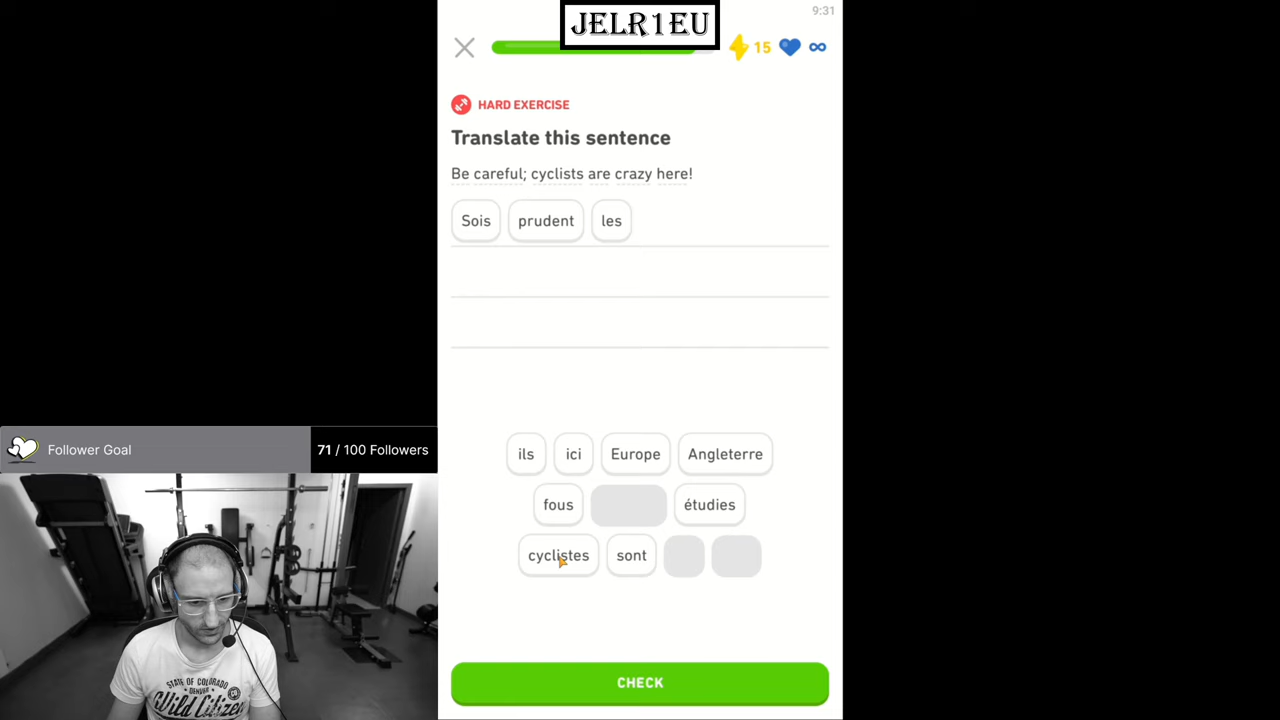 JELR1EU
9:31
15
HARD EXERCISE
Translate this sentence
Be careful; cyclists are crazy here!
Sois prudent les
ils ici Europe Angleterre
fous études
cyclistes sont
CHECK
Follower Goal 71 / 100 Followers
STATE OF COLORADO
DENVER
Wild Citizen